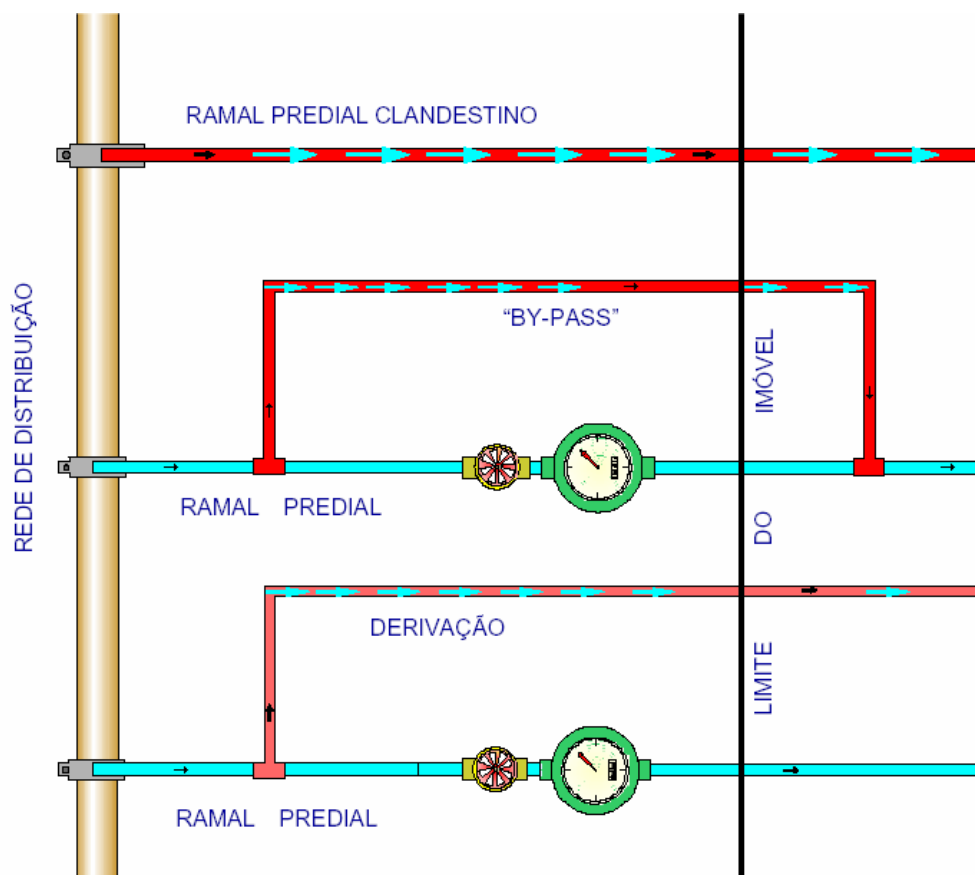 RAMAL PREDIAL CLANDESTINO
"BY-PASS"
RAMAL PREDIAL
DERIVAÇÃO
RAMAL PREDIAL
REDE DE DISTRIBUIÇÃO
LIMITE DO IMÓVEL